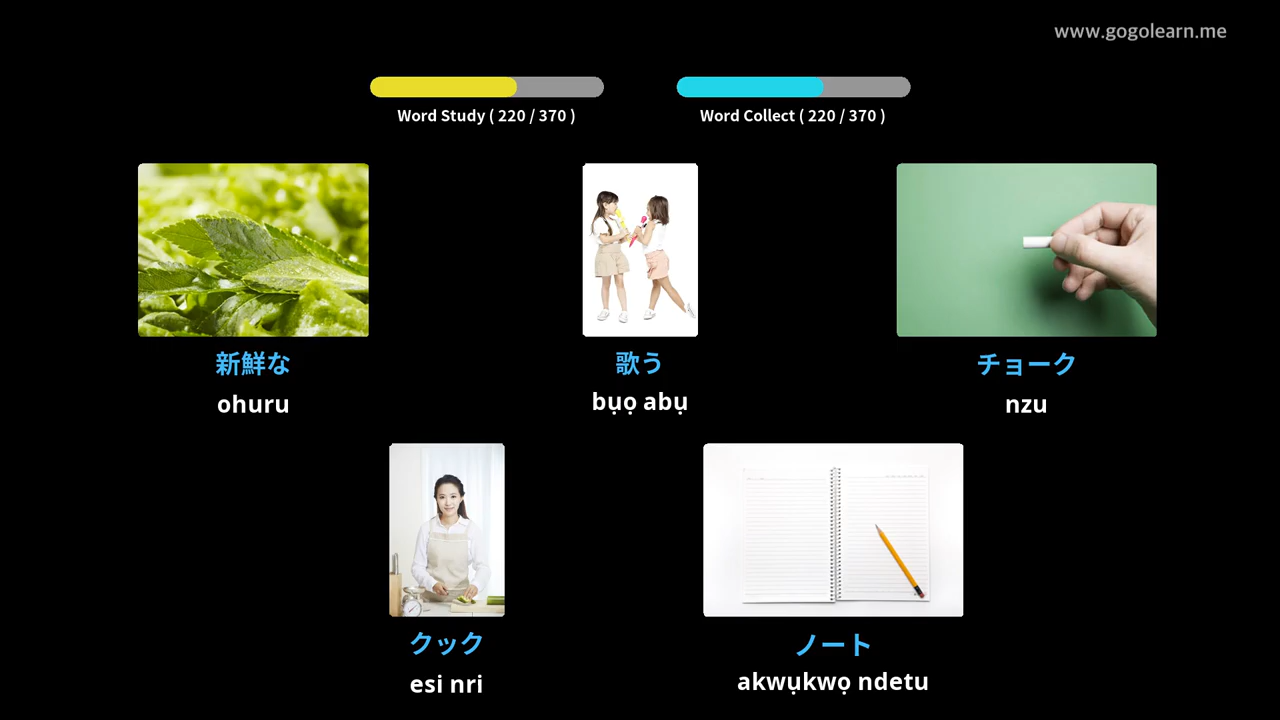 www.gogolearn.me
Word Study ( 220 / 370 )
Word Collect ( 220 / 370 )
新鮮な
ohuru
歌う
bụọ abụ
チョーク
nzu
クック
esi nri
ノート
akwụkwọ ndetu